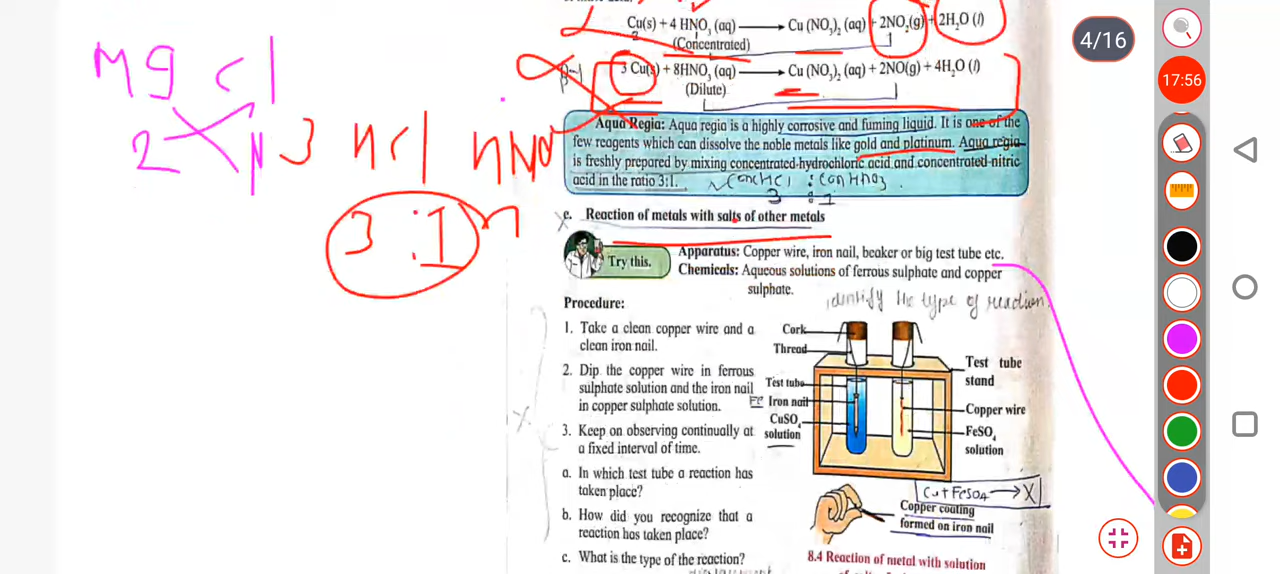 Cu(s) + 4 HNO₃ (aq) ⟶ Cu (NO₃)₂ (aq) + 2NO₂(g) + 2H₂O (l)
(Concentrated)
3 Cu(s) + 8HNO₃ (aq) ⟶ Cu (NO₃)₂ (aq) + 2NO(g) + 4H₂O (l)
(Dilute)
4/16
17:56
Mg Cl
2
3 HCl HNO
3 : 1
Aqua Regia: Aqua regia is a highly corrosive and fuming liquid. It is one of the
few reagents which can dissolve the noble metals like gold and platinum. Aqua regia
is freshly prepared by mixing concentrated hydrochloric acid and concentrated nitric
acid in the ratio 3:1.
Conc HCl : Con HNO₃
3 : 1
e. Reaction of metals with salts of other metals
Try this.
Apparatus: Copper wire, iron nail, beaker or big test tube etc.
Chemicals: Aqueous solutions of ferrous sulphate and copper
sulphate.
identify the type of reaction.
Procedure:
1. Take a clean copper wire and a
clean iron nail.
2. Dip the copper wire in ferrous
sulphate solution and the iron nail
in copper sulphate solution.
3. Keep on observing continually at
a fixed interval of time.
a. In which test tube a reaction has
taken place?
b. How did you recognize that a
reaction has taken place?
c. What is the type of the reaction?
Cork
Thread
Test tube
Fe Iron nail
CuSO₄
solution
Test tube
stand
Copper wire
FeSO₄
solution
Cu + FeSO₄ → X
Copper coating
formed on iron nail
8.4 Reaction of metal with solution